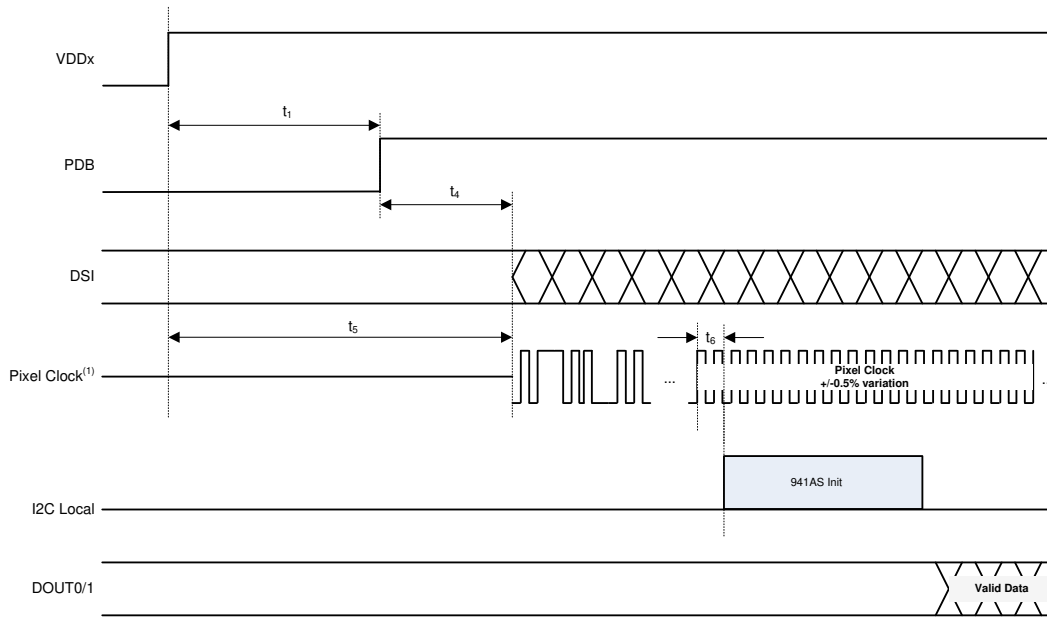 VDDx
t1
PDB
t4
DSI
t5
t6
Pixel Clock(1)
...
Pixel Clock
+/-0.5% variation
..
941AS Init
I2C Local
DOUT0/1
Valid Data